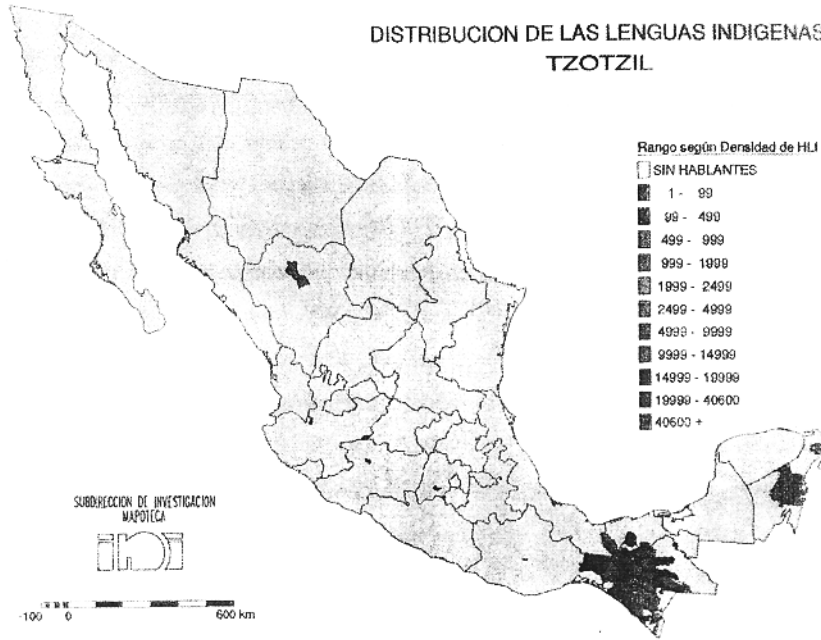 DISTRIBUCION DE LAS LENGUAS INDIGENAS
TZOTZIL
Rango según Densidad de HLI
SIN HABLANTES
1 - 99
99 - 499
499 - 999
999 - 1999
1999 - 2499
2499 - 4999
4999 - 9999
9999 - 14999
14999 - 19999
19999 - 40600
40600 +
SUBDIRECCION DE INVESTIGACION
MAPOTECA
ini
-100 0 600 km